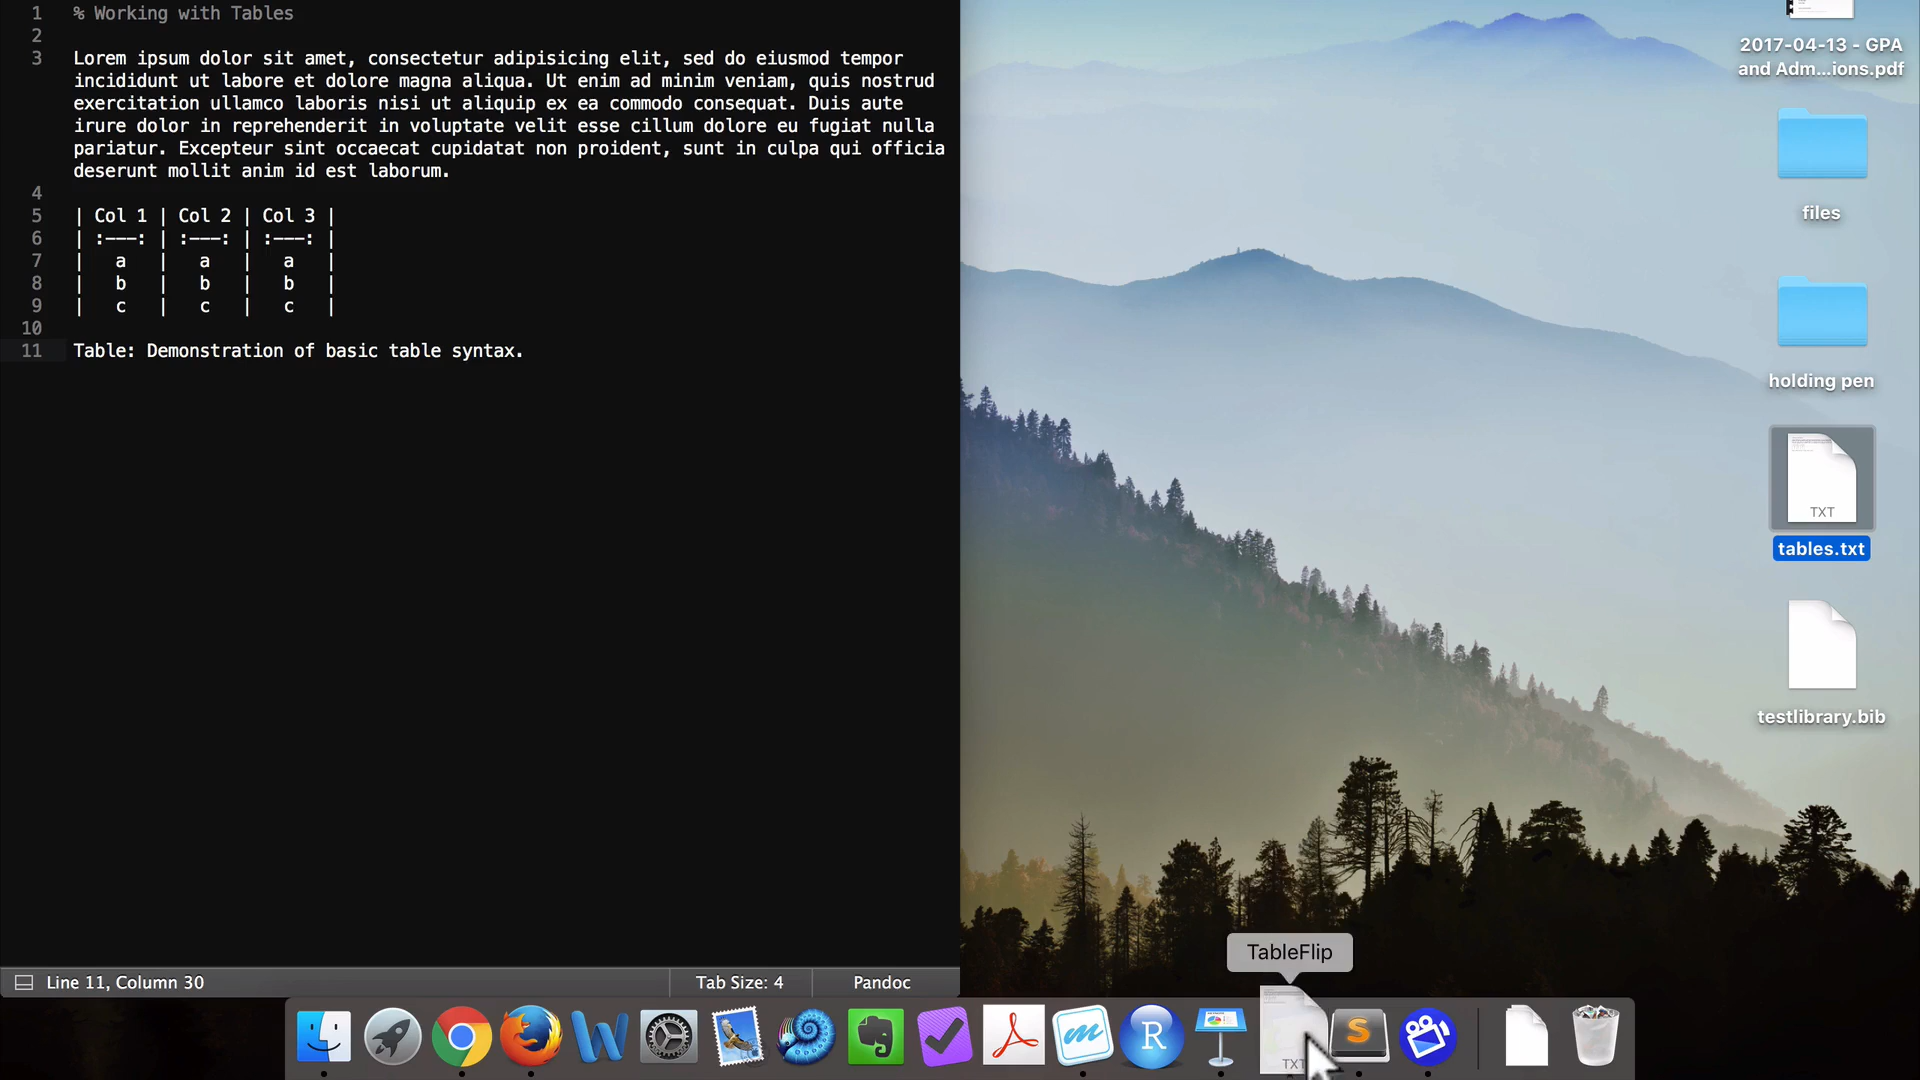 1 % Working with Tables
2
3 Lorem ipsum dolor sit amet, consectetur adipisicing elit, sed do eiusmod tempor
incididunt ut labore et dolore magna aliqua. Ut enim ad minim veniam, quis nostrud
exercitation ullamco laboris nisi ut aliquip ex ea commodo consequat. Duis aute
irure dolor in reprehenderit in voluptate velit esse cillum dolore eu fugiat nulla
pariatur. Excepteur sint occaecat cupidatat non proident, sunt in culpa qui officia
deserunt mollit anim id est laborum.
4
5 | Col 1 | Col 2 | Col 3 |
6 | :---: | :---: | :---: |
7 | a | a | a |
8 | b | b | b |
9 | c | c | c |
10
11 Table: Demonstration of basic table syntax.
Line 11, Column 30
Tab Size: 4
Pandoc
2017-04-13 - GPA
and Adm...ions.pdf
files
holding pen
TXT
tables.txt
testlibrary.bib
TableFlip
W
R
TXT
S